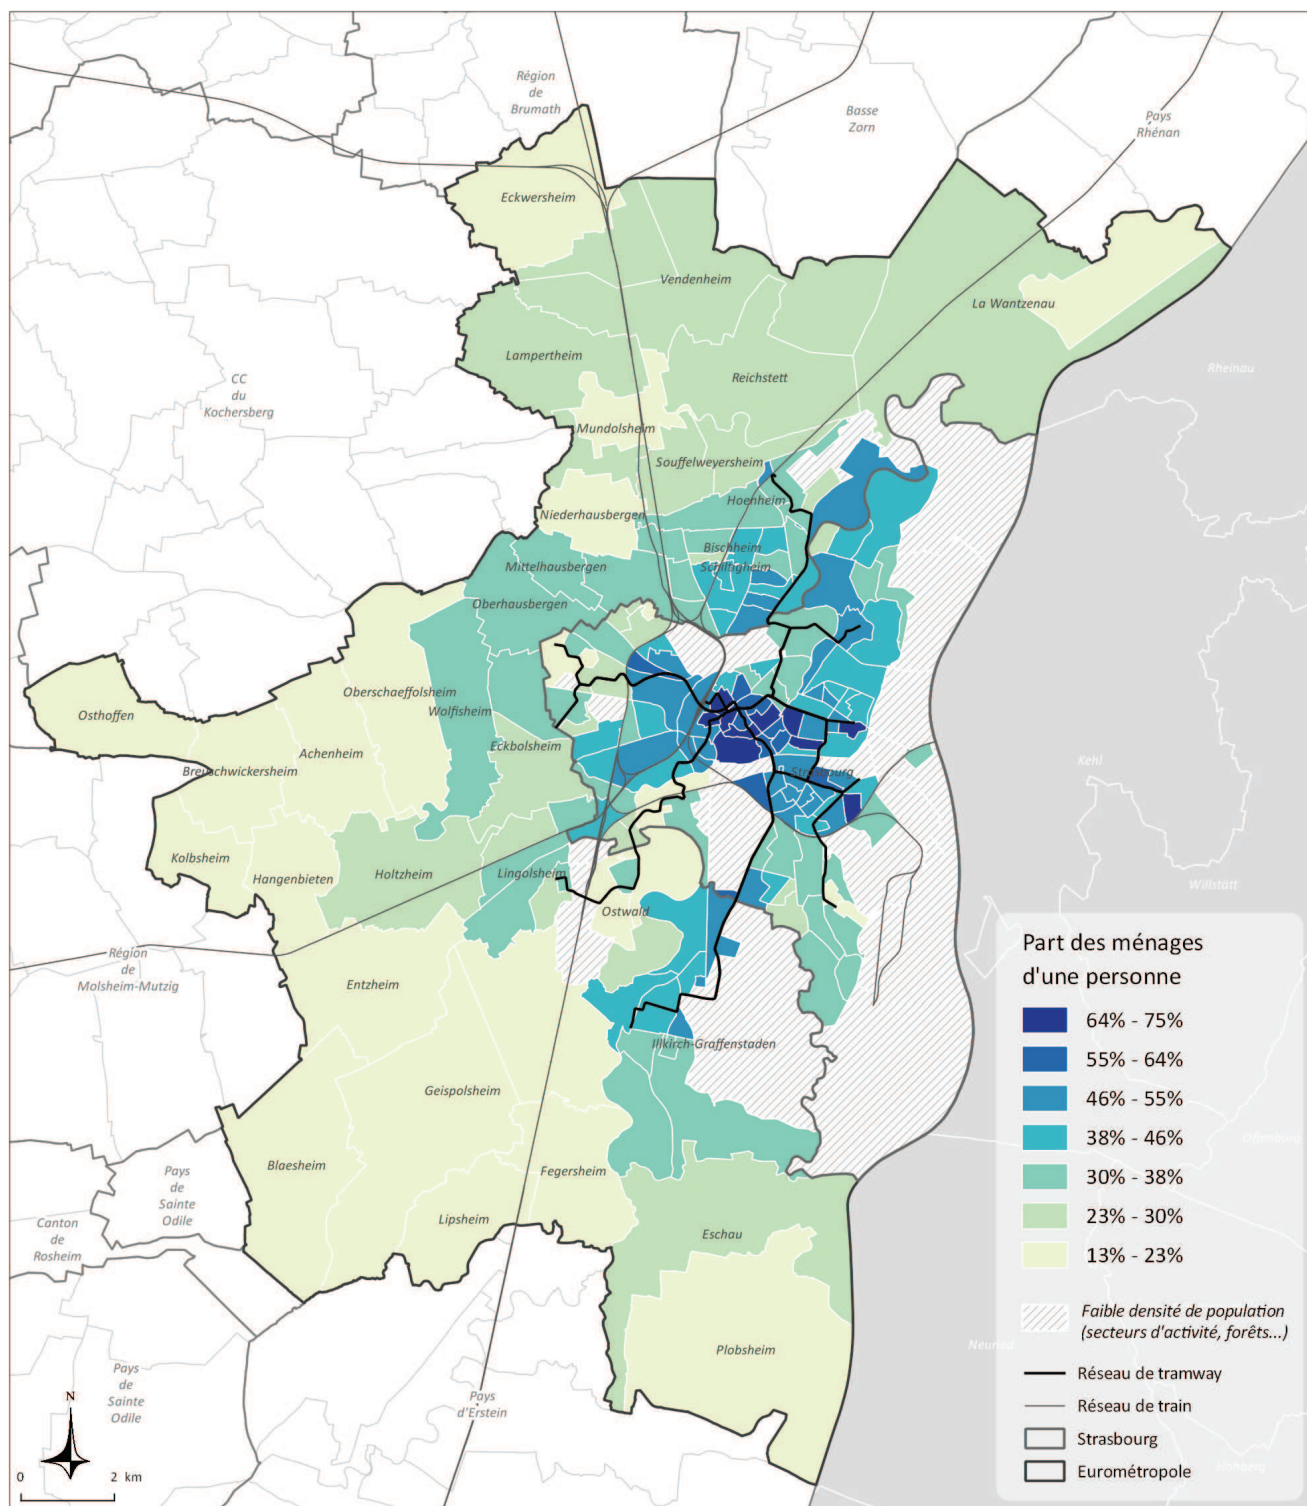 Région
de
Brumath
Basse
Zorn
Pays
Rhénan
Eckwersheim
Vendenheim
La Wantzenau
Lampertheim
Reichstett
Rheinau
CC
du
Kochersberg
Mundolsheim
Souffelweyersheim
Hoenheim
Niederhausbergen
Bischheim
Mittelhausbergen
Schiltigheim
Oberhausbergen
Oberschaeffolsheim
Wolfisheim
Osthoffen
Eckbolsheim
Achenheim
Breuschwickersheim
Strasbourg
Kehl
Kolbsheim
Hangenbieten
Holtzheim
Lingolsheim
Willstätt
Ostwald
Région
de
Molsheim-Mutzig
Entzheim
Illkirch-Graffenstaden
Geispolsheim
Blaesheim
Fegersheim
Offenburg
Pays
de
Sainte
Odile
Lipsheim
Canton
de
Rosheim
Eschau
Plobsheim
Neuried
Pays
de
Sainte
Odile
Pays
d'Erstein
Hohberg
N
0 2 km
Part des ménages
d'une personne
64% - 75%
55% - 64%
46% - 55%
38% - 46%
30% - 38%
23% - 30%
13% - 23%
Faible densité de population
(secteurs d'activité, forêts...)
Réseau de tramway
Réseau de train
Strasbourg
Eurométropole